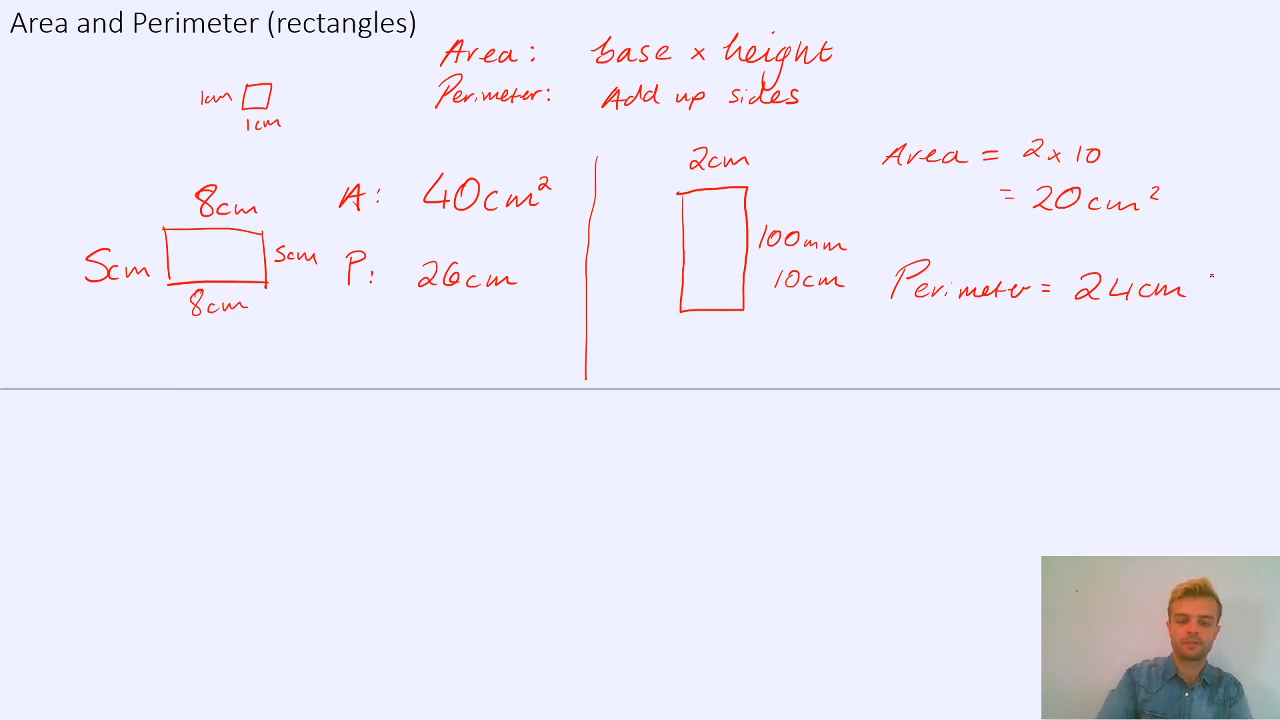 Area and Perimeter (rectangles)
Area: base x height
Perimeter: Add up sides
1cm
1cm
8cm
5cm
5cm
8cm
A: 40cm²
P: 26cm
2cm
100mm
10cm
Area = 2 x 10
= 20cm²
Perimeter = 24cm